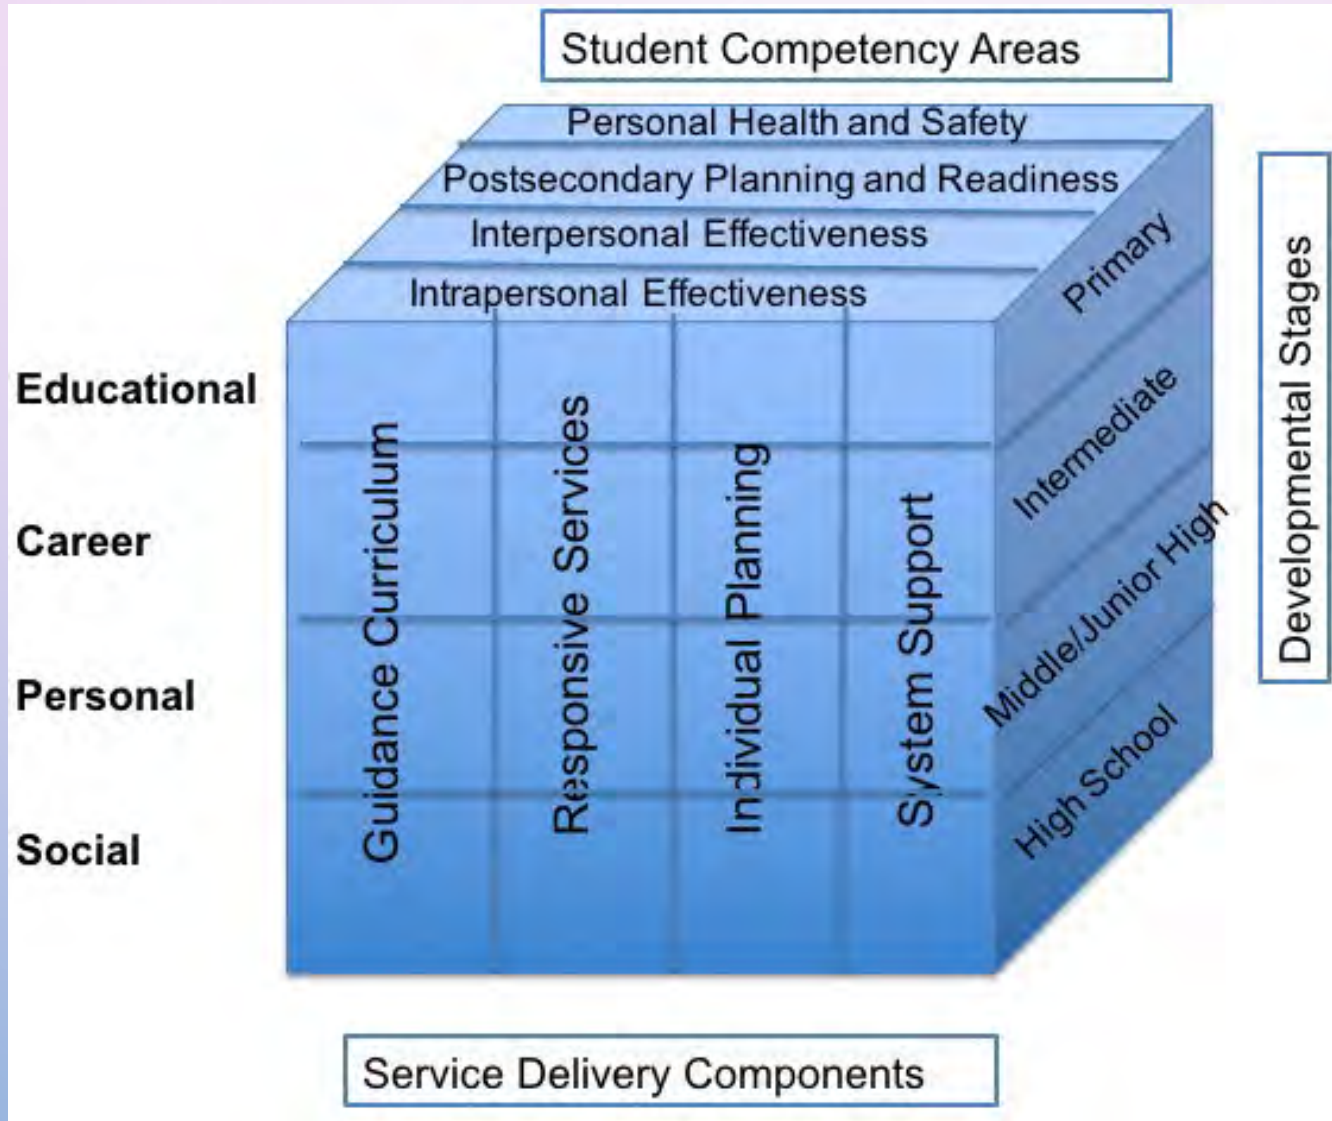 Student Competency Areas
Personal Health and Safety
Postsecondary Planning and Readiness
Interpersonal Effectiveness
Intrapersonal Effectiveness
Educational
Career
Personal
Social
Guidance Curriculum
Responsive Services
Individual Planning
System Support
Primary
Intermediate
Middle/Junior High
High School
Developmental Stages
Service Delivery Components